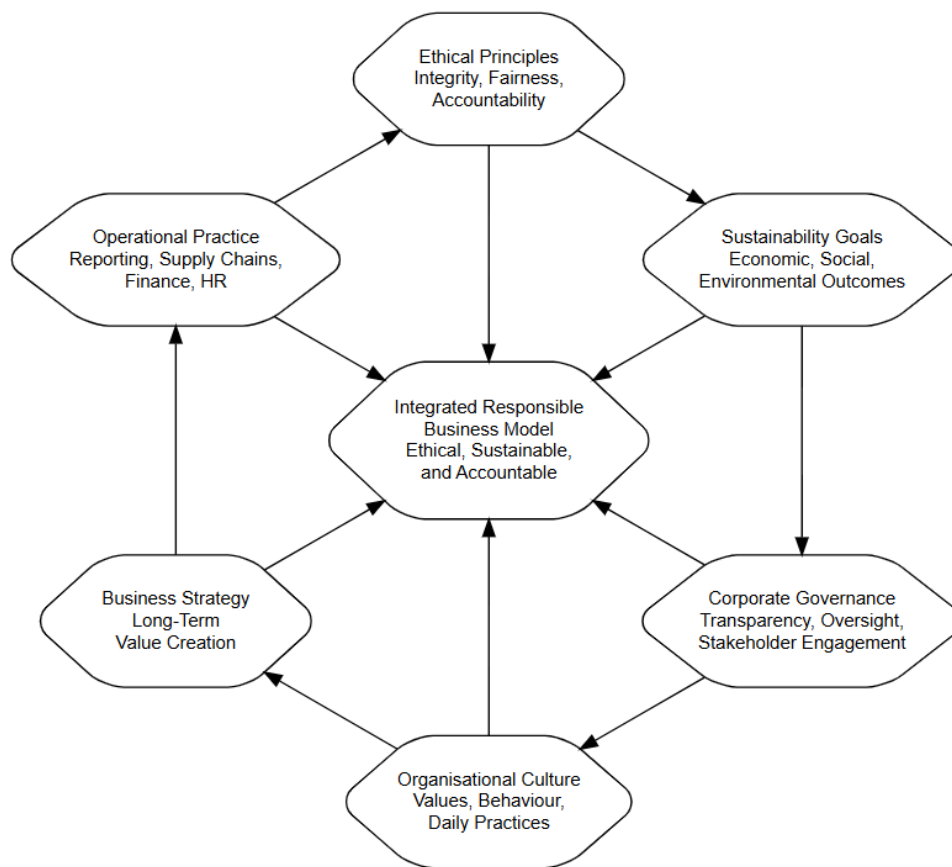 Ethical Principles
Integrity, Fairness,
Accountability
Operational Practice
Reporting, Supply Chains,
Finance, HR
Sustainability Goals
Economic, Social,
Environmental Outcomes
Integrated Responsible
Business Model
Ethical, Sustainable,
and Accountable
Business Strategy
Long-Term
Value Creation
Corporate Governance
Transparency, Oversight,
Stakeholder Engagement
Organisational Culture
Values, Behaviour,
Daily Practices